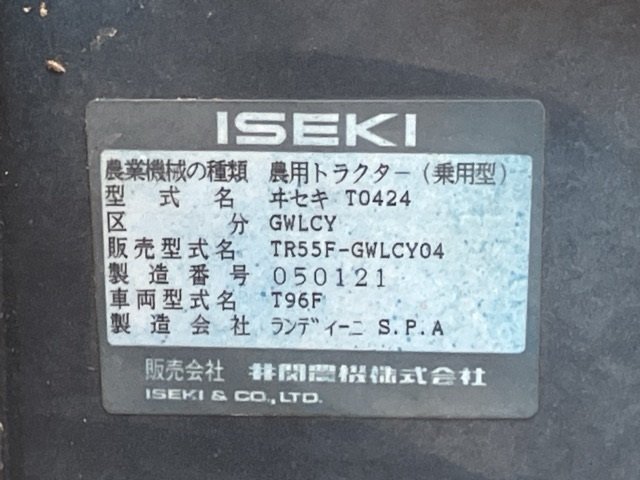 ISEKI
農業機械の種類 農用トラクター(乗用型)
型式名 ヰセキ T0424
区分 GWLCY
販売型式名 TR55F-GWLCY04
製造番号 050121
車両型式名 T96F
製造会社 ランディーニ S.P.A
販売会社 井関農機株式会社
ISEKI & CO.,LTD.